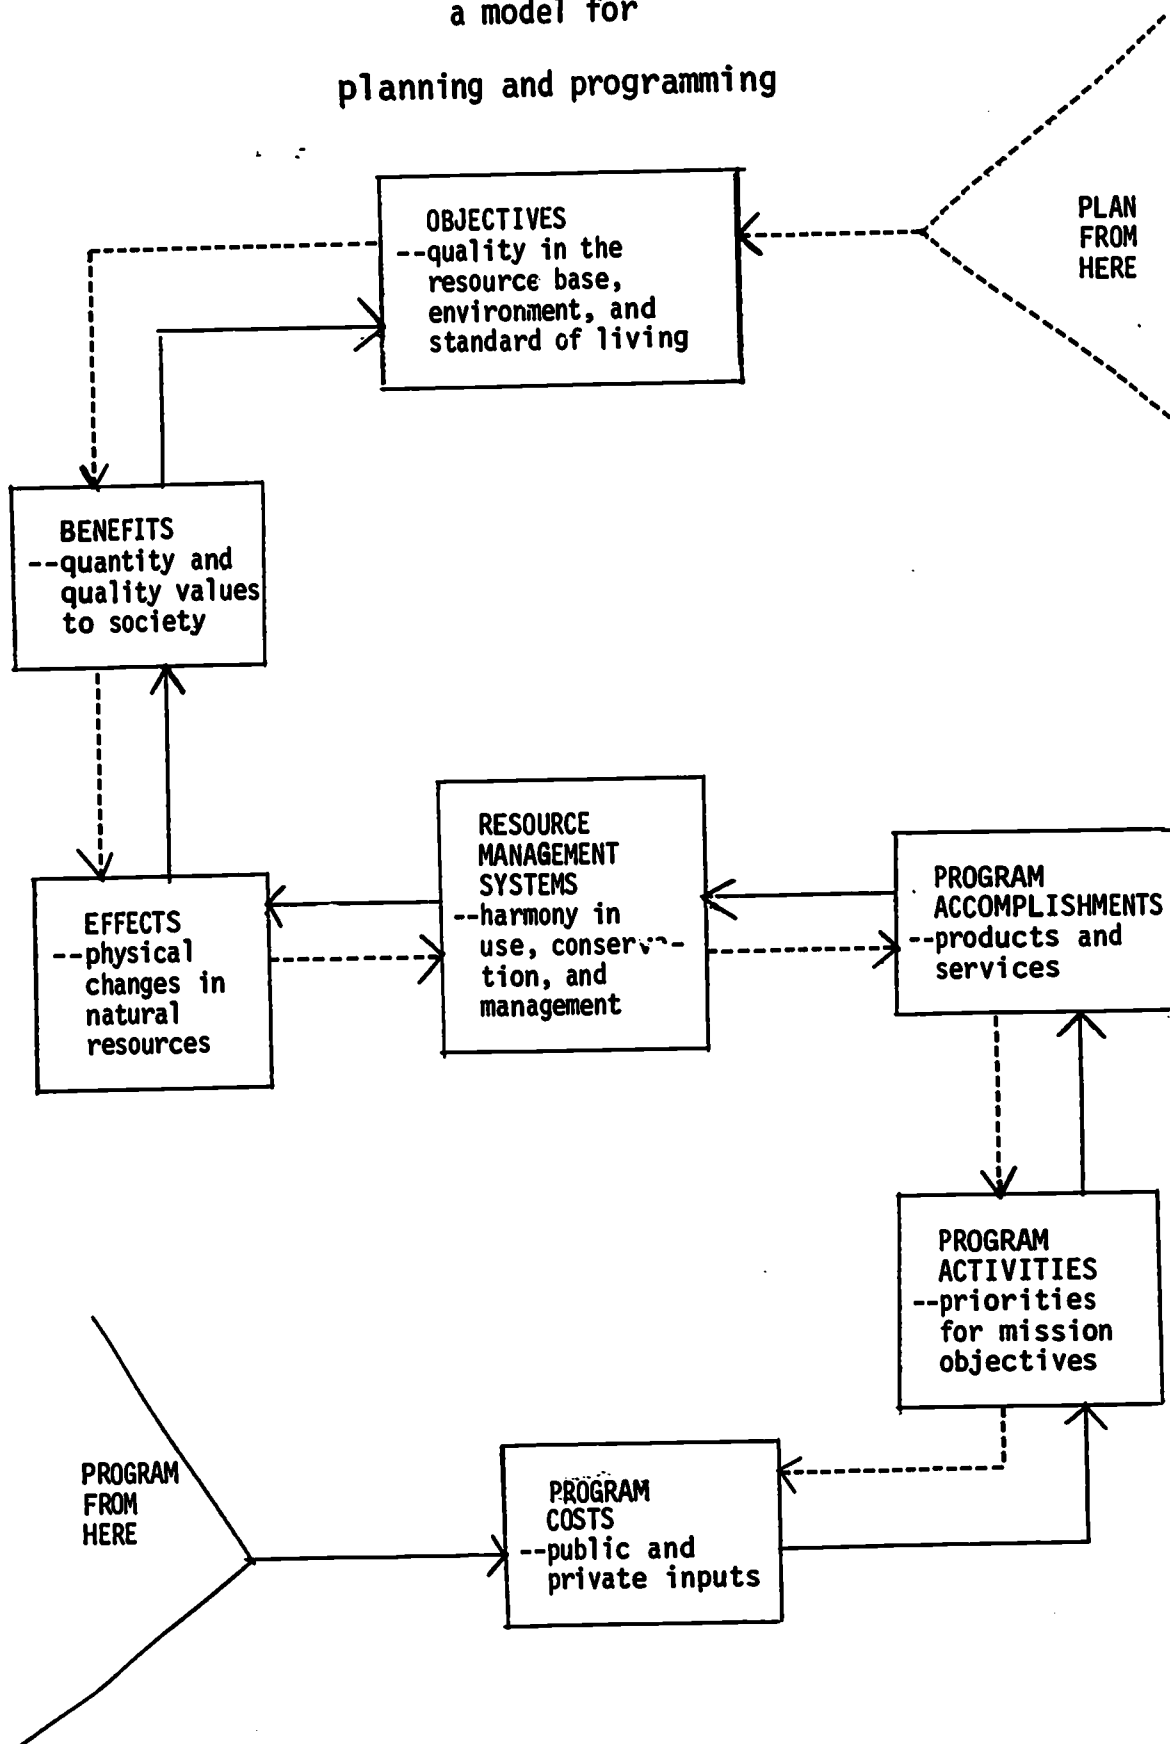 a model for
planning and programming
OBJECTIVES
--quality in the
resource base,
environment, and
standard of living
PLAN
FROM
HERE
BENEFITS
--quantity and
quality values
to society
RESOURCE
MANAGEMENT
SYSTEMS
--harmony in
use, conserva-
tion, and
management
PROGRAM
ACCOMPLISHMENTS
--products and
services
EFFECTS
--physical
changes in
natural
resources
PROGRAM
ACTIVITIES
--priorities
for mission
objectives
PROGRAM
FROM
HERE
PROGRAM
COSTS
--public and
private inputs